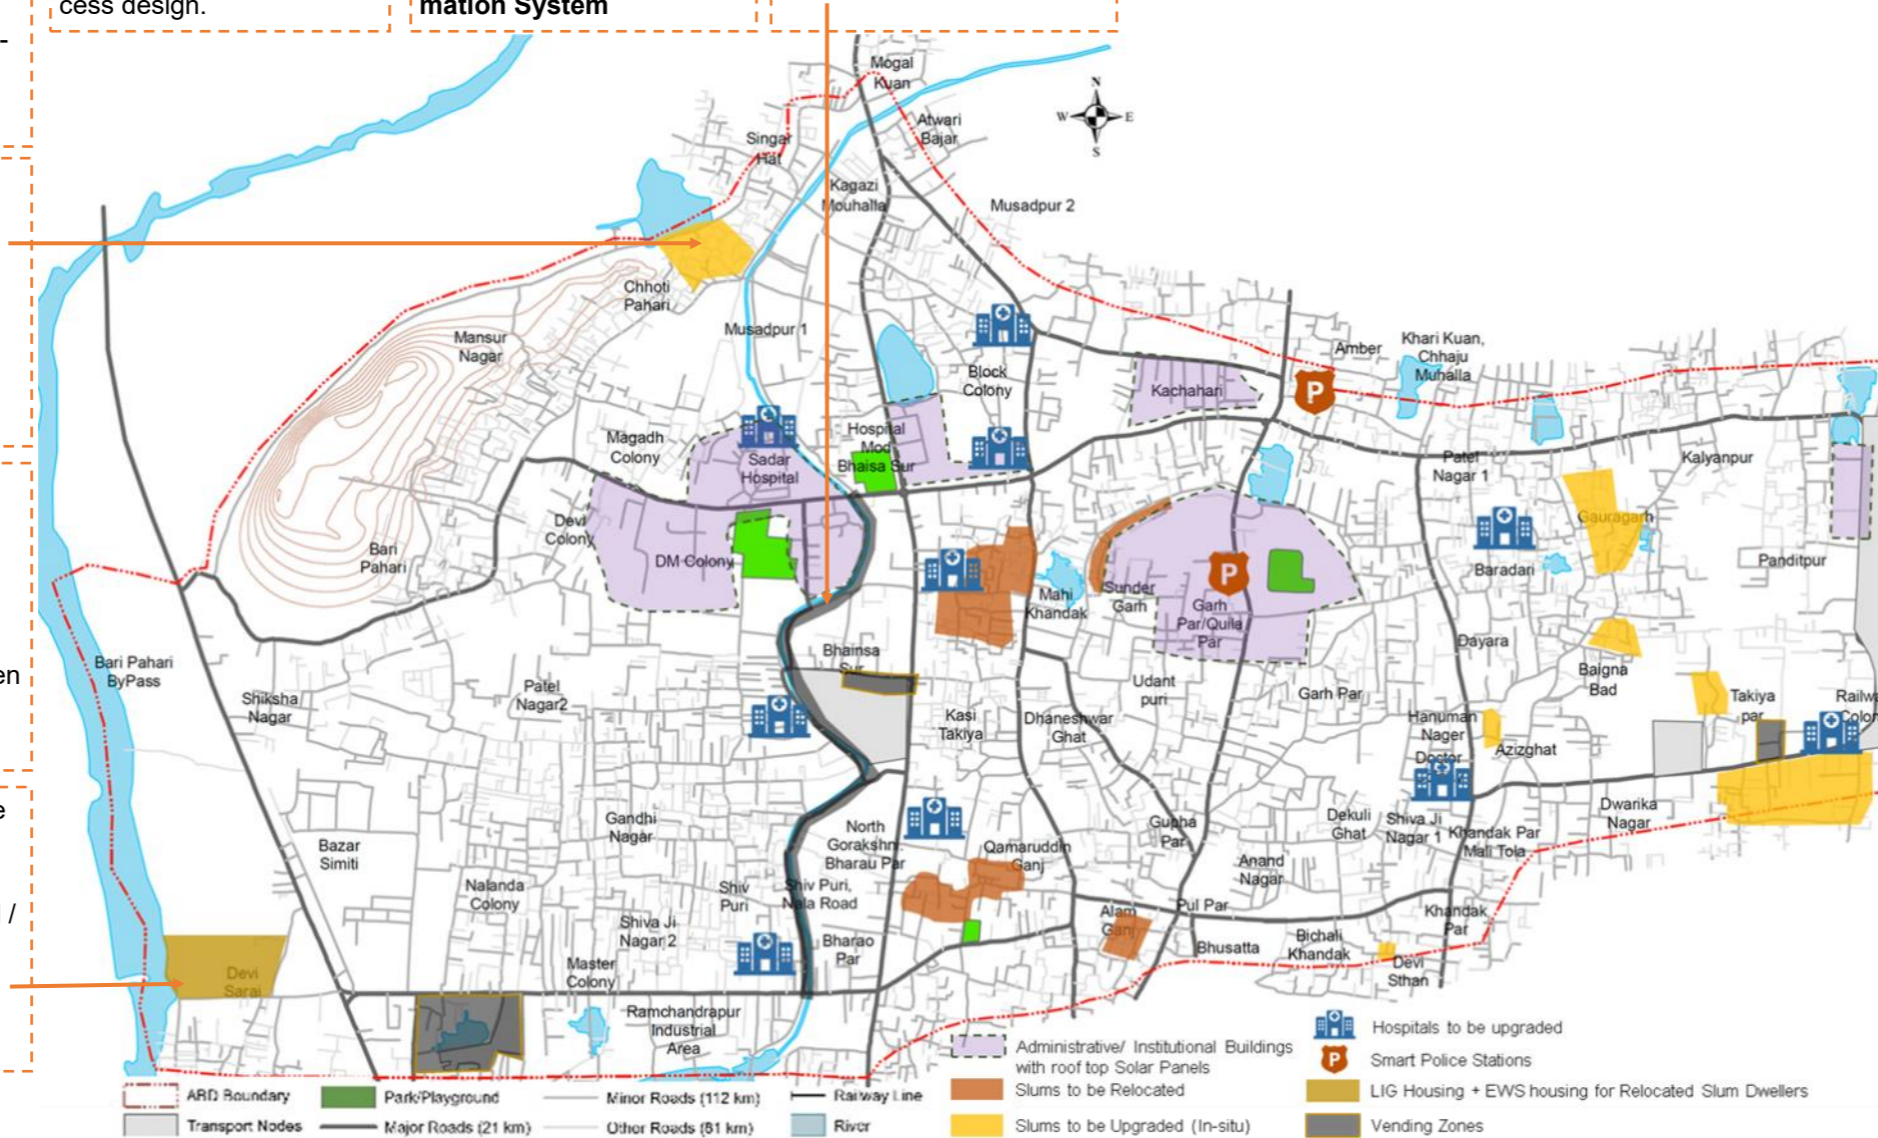 cess design.
mation System
-
en
e
/
Mogal
Kuan
N
W
E
S
Atwari
Bajar
Singar
Hat
Kagazi
Mouhalla
Musadpur 2
Chhoti
Pahari
Musadpur 1
Mansur
Nagar
Block
Colony
Amber
Khari Kuan,
Chhaju
Muhalla
Kachahari
P
Magadh
Colony
Hospital
Mod
Bhaisa Sur
Sadar
Hospital
Patel
Nagar 1
Kalyanpur
Devi
Colony
Gauragarh
Bari
Pahari
DM Colony
Baradari
Panditpur
P
Mahi
Khandak
Sunder
Garh
Garh
Par/Quila
Par
Dayara
Bari Pahari
ByPass
Bhainsa
Sur
Baigna
Bad
Shiksha
Nagar
Patel
Nagar2
Udant
puri
Garh Par
Takiya
par
Railwa
Colon
Kasi
Takiya
Dhaneshwar
Ghat
Hanuman
Nager
Doctor
Azizghat
Gandhi
Nagar
North
Gorakshni
Bharau Par
Gupha
Par
Dekuli
Ghat
Shiva Ji
Nagar 1
Dwarika
Nagar
Khandak Par
Mali Tola
Bazar
Simiti
Qamaruddin
Ganj
Anand
Nagar
Nalanda
Colony
Shiv
Puri
Shiv Puri,
Nala Road
Shiva Ji
Nagar 2
Alam
Ganj
Pul Par
Khandak
Par
Bharao
Par
Bhusatta
Bichali
Khandak
Devi
Sarai
Master
Colony
Devi
Sthan
Ramchandrapur
Industrial
Area
Hospitals to be upgraded
Administrative/ Institutional Buildings
with roof top Solar Panels
P
Smart Police Stations
ABD Boundary
Park/Playground
Minor Roads (112 km)
Railway Line
Slums to be Relocated
LIG Housing + EWS housing for Relocated Slum Dwellers
Transport Nodes
Major Roads (21 km)
Other Roads (81 km)
River
Slums to be Upgraded (In-situ)
Vending Zones